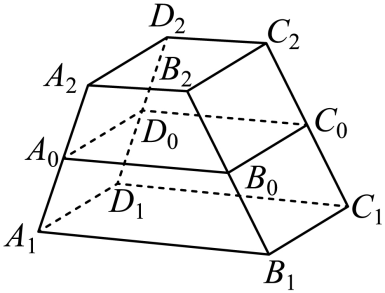 D₂
C₂
A₂
B₂
D₀
C₀
A₀
B₀
D₁
C₁
A₁
B₁